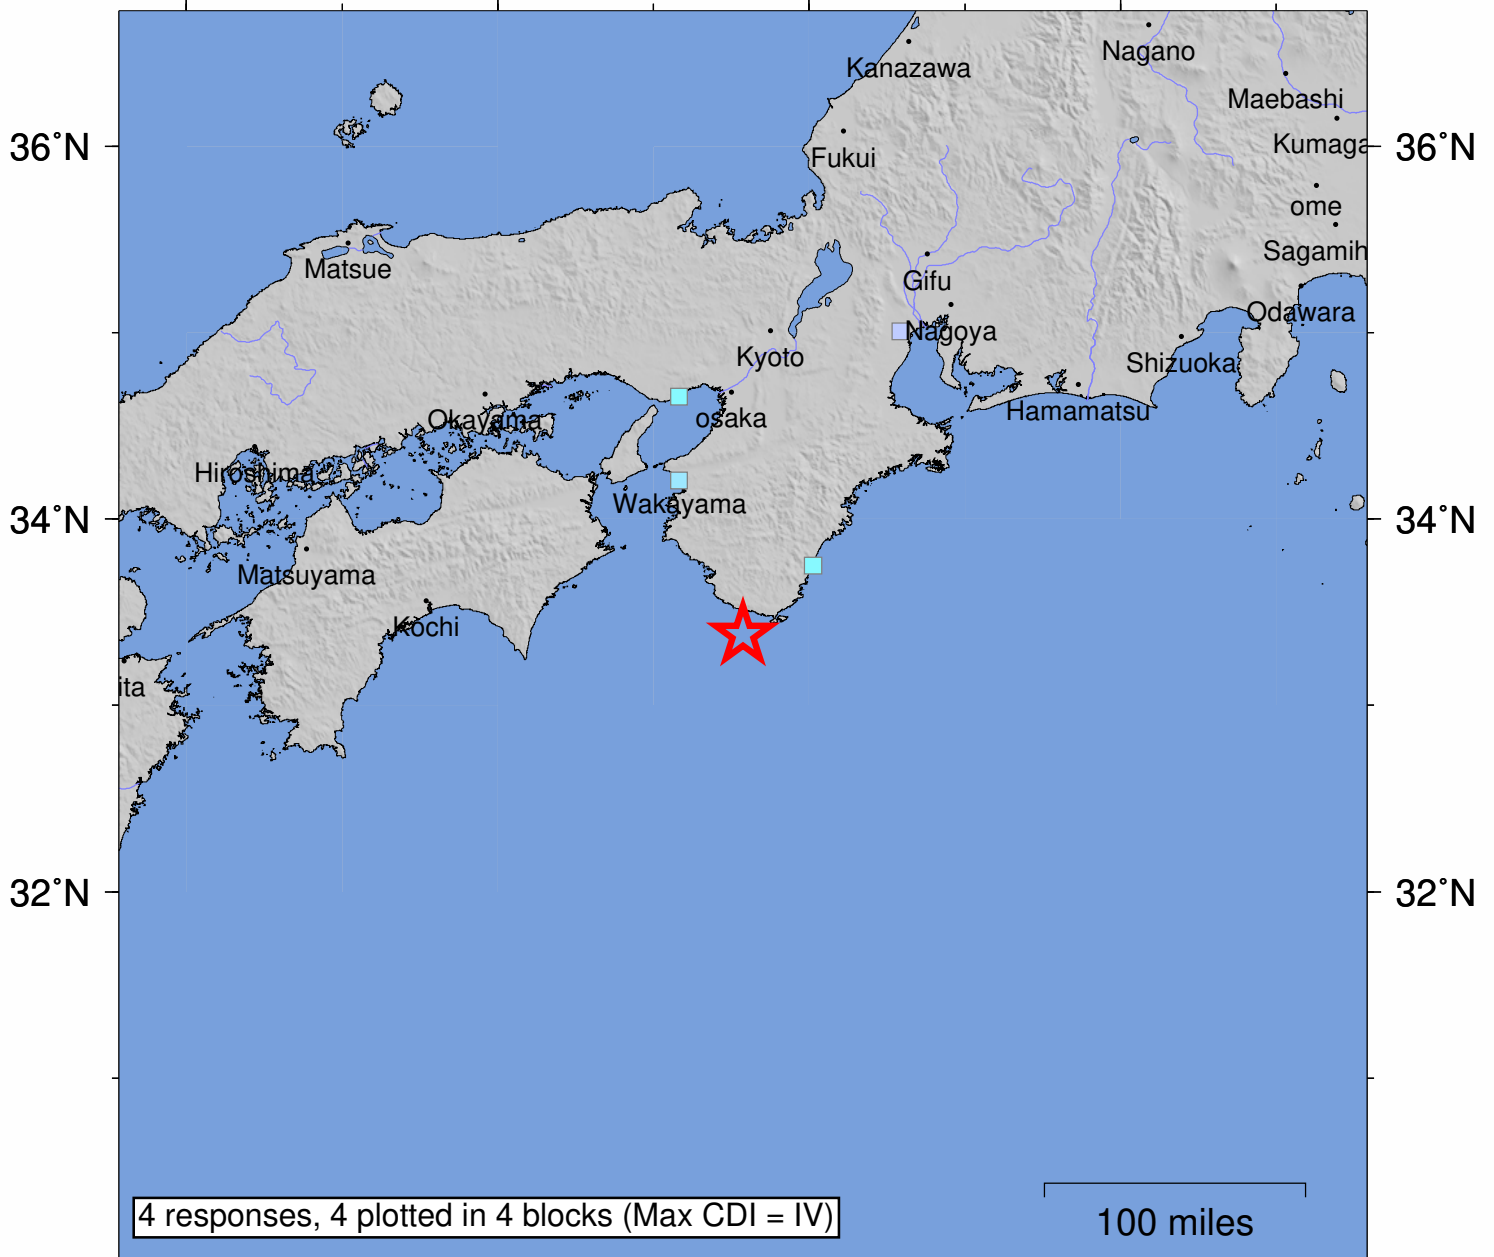 Nagano
Kanazawa
Maebashi
36°N
Fukui
Kumaga
36°N
ome
Sagamih
Matsue
Gifu
Odawara
Nagoya
Kyoto
Shizuoka
Hamamatsu
Okayama
osaka
Hiroshima
Wakayama
34°N
34°N
Matsuyama
Kochi
ita
32°N
32°N
4 responses, 4 plotted in 4 blocks (Max CDI = IV)
100 miles